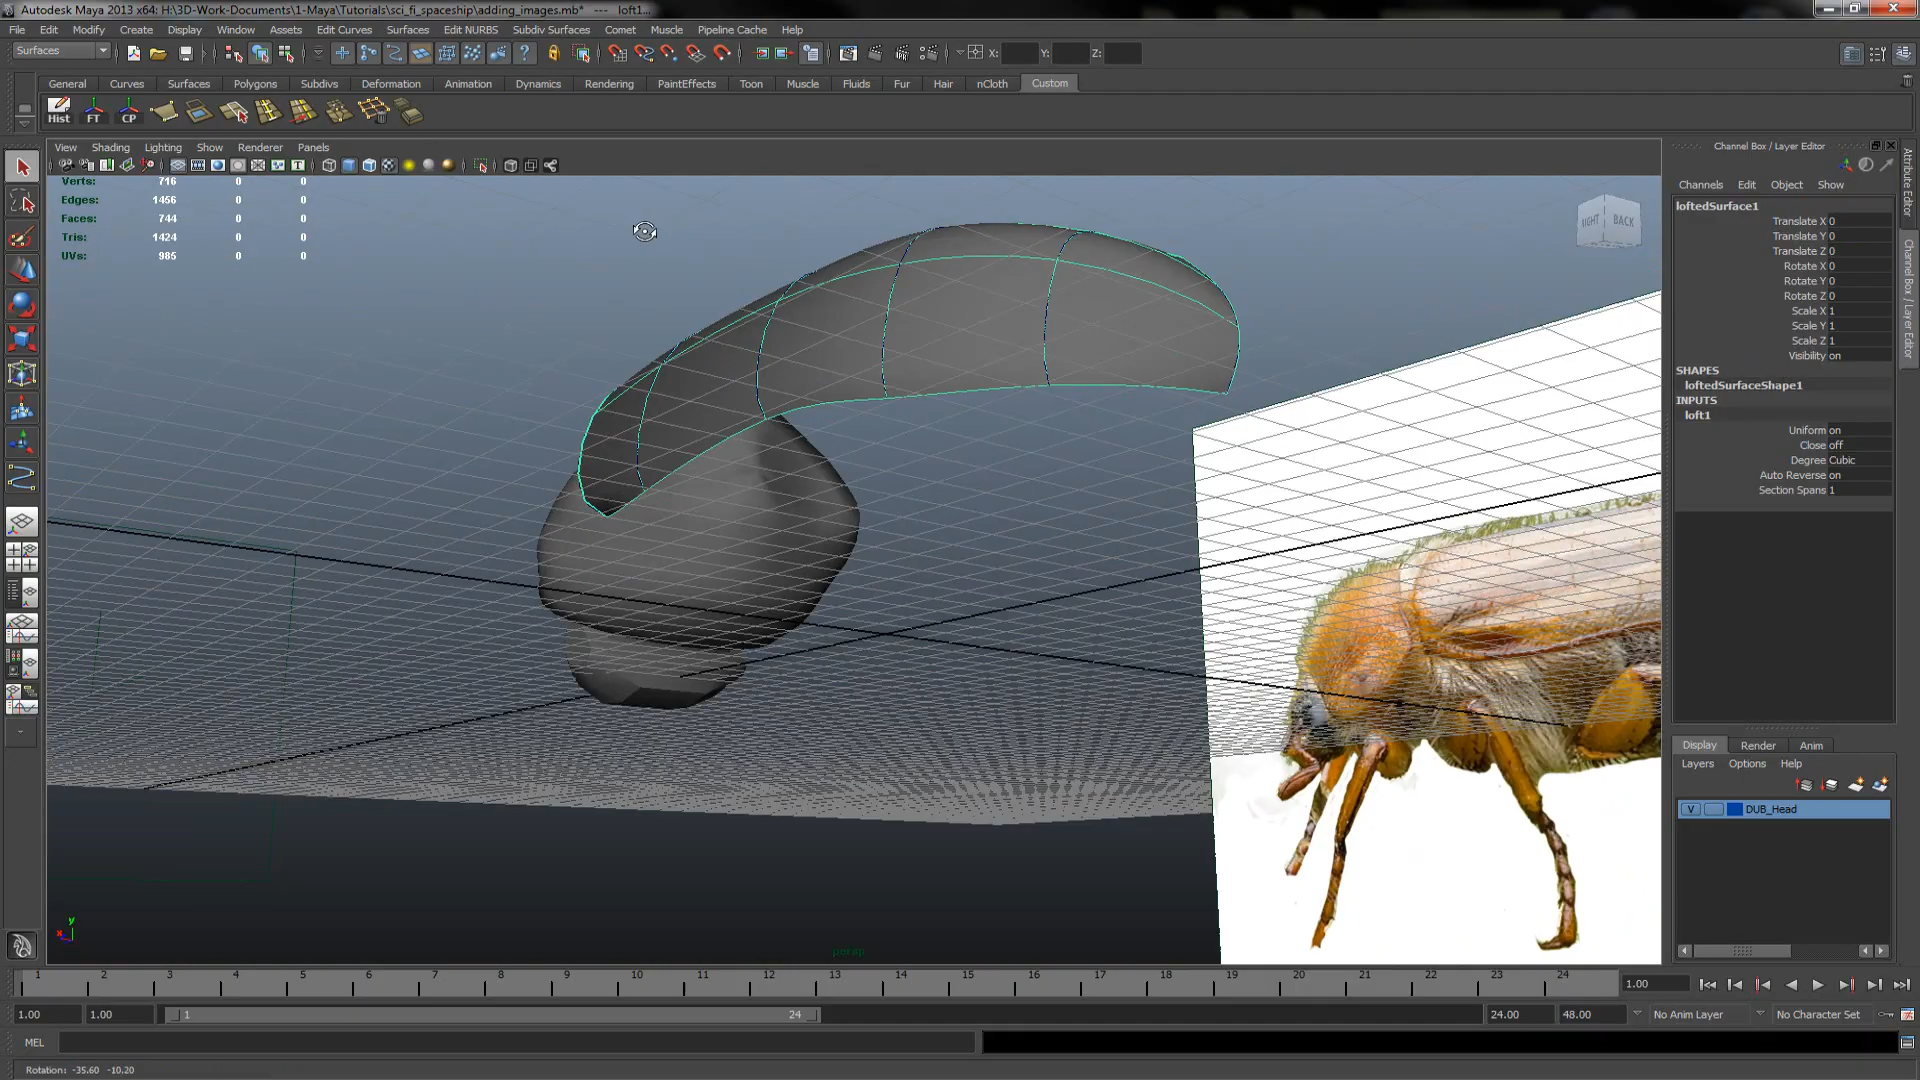 Autodesk Maya 2013 x64: H:\3D-Work-Documents\1-Maya\Tutorials\sci_fi_spaceship\adding_images.mb* --- loft1...
File Edit Modify Create Display Window Assets Edit Curves Surfaces Edit NURBS Subdiv Surfaces Comet Muscle Pipeline Cache Help
Surfaces X: Y: Z:
General Curves Surfaces Polygons Subdivs Deformation Animation Dynamics Rendering PaintEffects Toon Muscle Fluids Fur Hair nCloth Custom
Hist FT CP
View Shading Lighting Show Renderer Panels
Verts: 716 0 0
Edges: 1456 0 0
Faces: 744 0 0
Tris: 1424 0 0
UVs: 985 0 0
BACK
persp
y
x
Channel Box / Layer Editor
Channels Edit Object Show
loftedSurface1
Translate X 0
Translate Y 0
Translate Z 0
Rotate X 0
Rotate Y 0
Rotate Z 0
Scale X 1
Scale Y 1
Scale Z 1
Visibility on
SHAPES
loftedSurfaceShape1
INPUTS
loft1
Uniform on
Close off
Degree Cubic
Auto Reverse on
Section Spans 1
Attribute Editor
Channel Box / Layer Editor
Display Render Anim
Layers Options Help
V DUB_Head
1 2 3 4 5 6 7 8 9 10 11 12 13 14 15 16 17 18 19 20 21 22 23 24 1.00
1.00 1.00 1 24 24.00 48.00 No Anim Layer No Character Set
MEL
Rotation: -35.60 -10.20